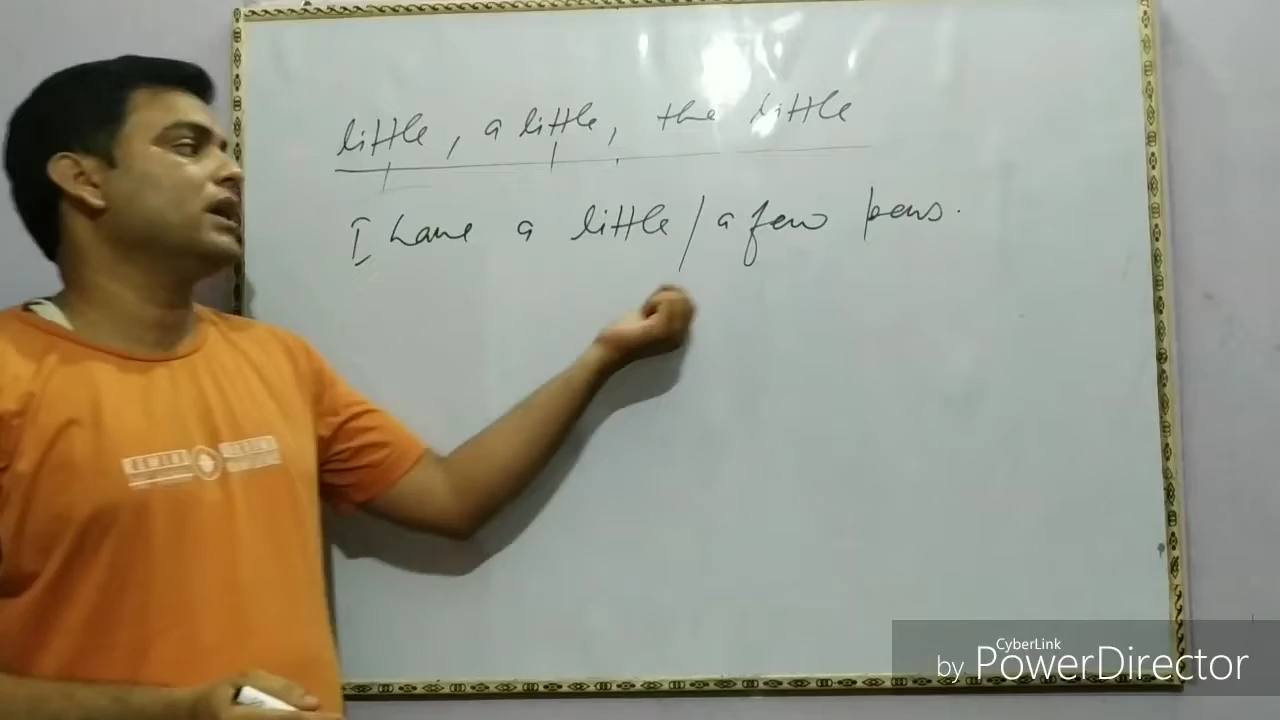 little, a little, the little
I have a little / a few pens.
CyberLink
by PowerDirector